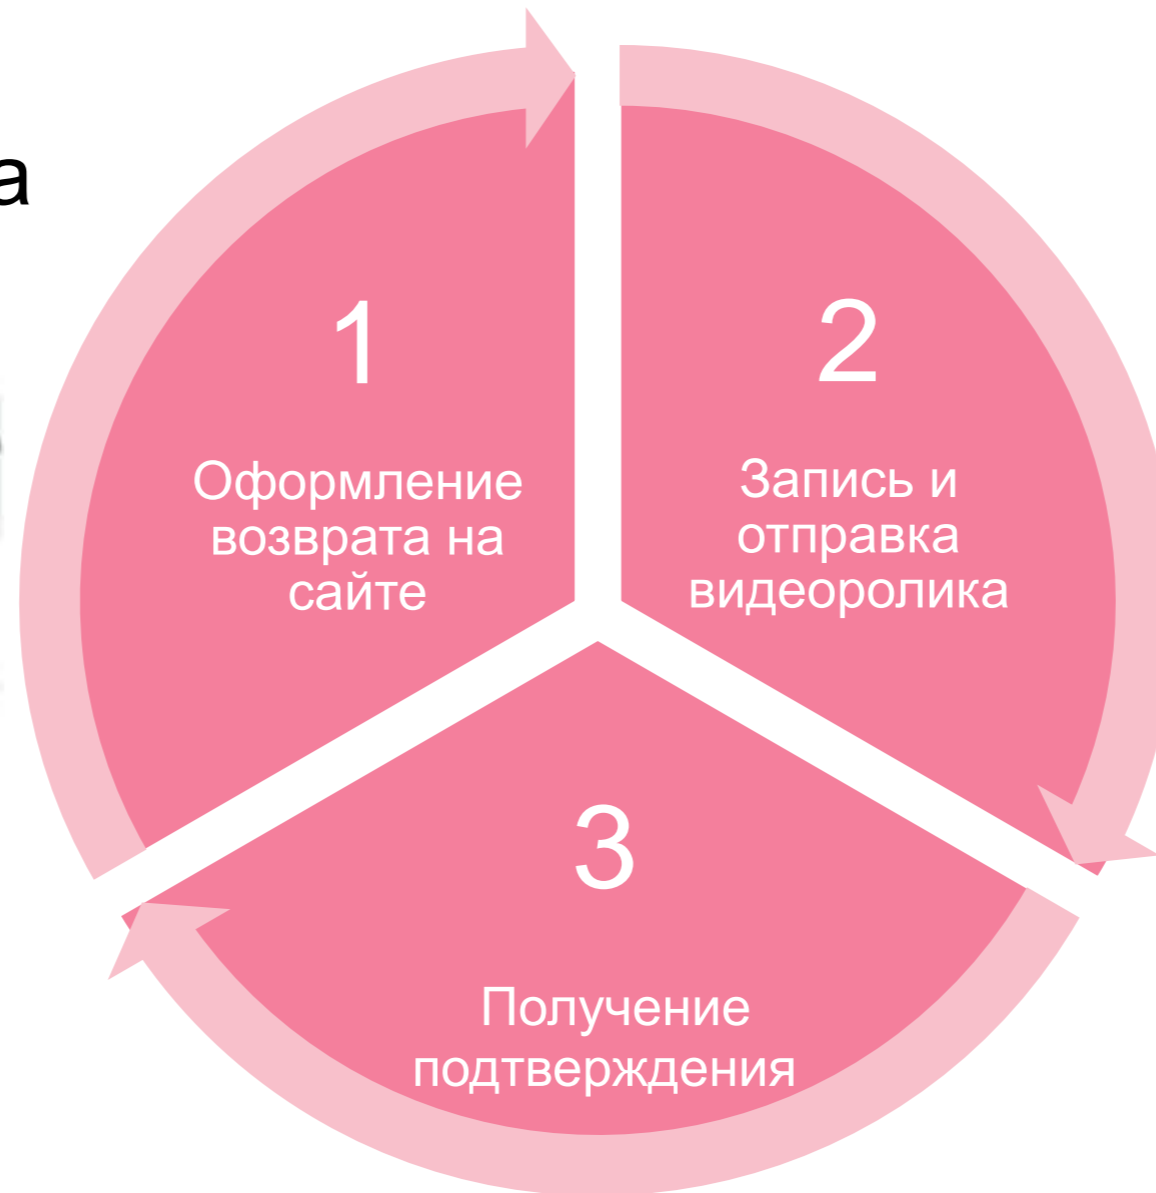 а
1
Оформление
возврата на
сайте
2
Запись и
отправка
видеоролика
3
Получение
подтверждения